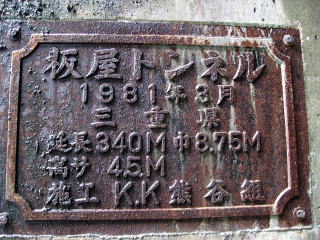 板屋トンネル
1981年3月
三重県
延長340M巾8.75M
高サ 4.5M
施工 K.K熊谷組